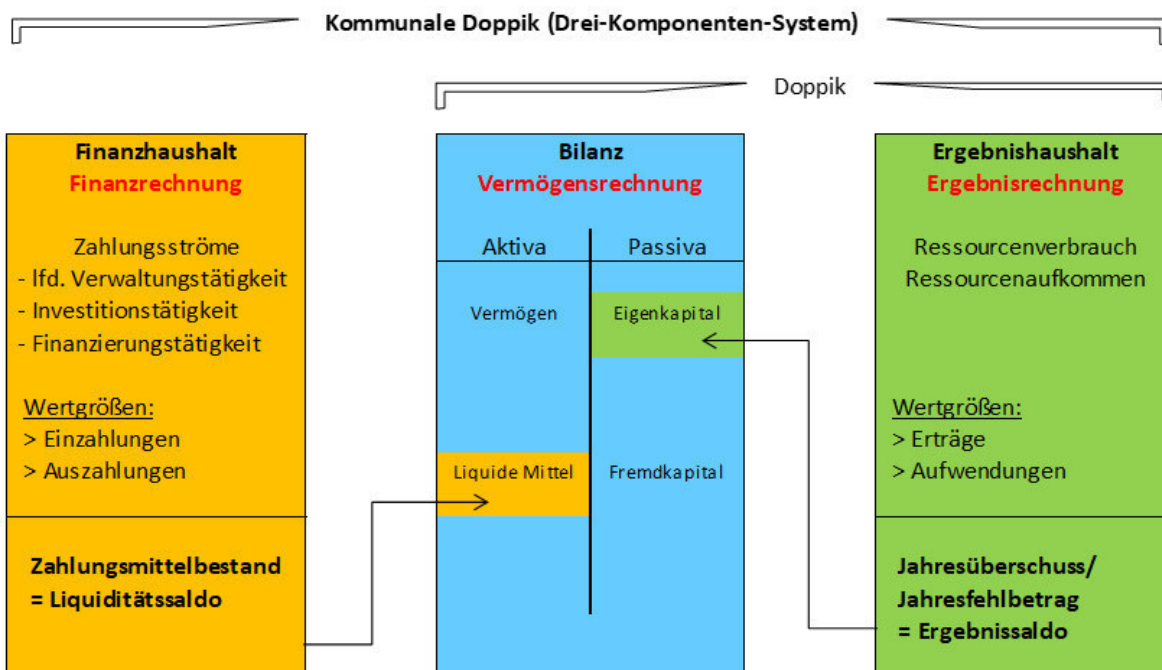 Kommunale Doppik (Drei-Komponenten-System)
Doppik
Finanzhaushalt
Finanzrechnung
Zahlungsströme
- lfd. Verwaltungstätigkeit
- Investitionstätigkeit
- Finanzierungstätigkeit
Wertgrößen:
> Einzahlungen
> Auszahlungen
Zahlungsmittelbestand
= Liquiditätssaldo
Bilanz
Vermögensrechnung
Aktiva Passiva
Vermögen Eigenkapital
Liquide Mittel Fremdkapital
Ergebnishaushalt
Ergebnisrechnung
Ressourcenverbrauch
Ressourcenaufkommen
Wertgrößen:
> Erträge
> Aufwendungen
Jahresüberschuss/
Jahresfehlbetrag
= Ergebnissaldo